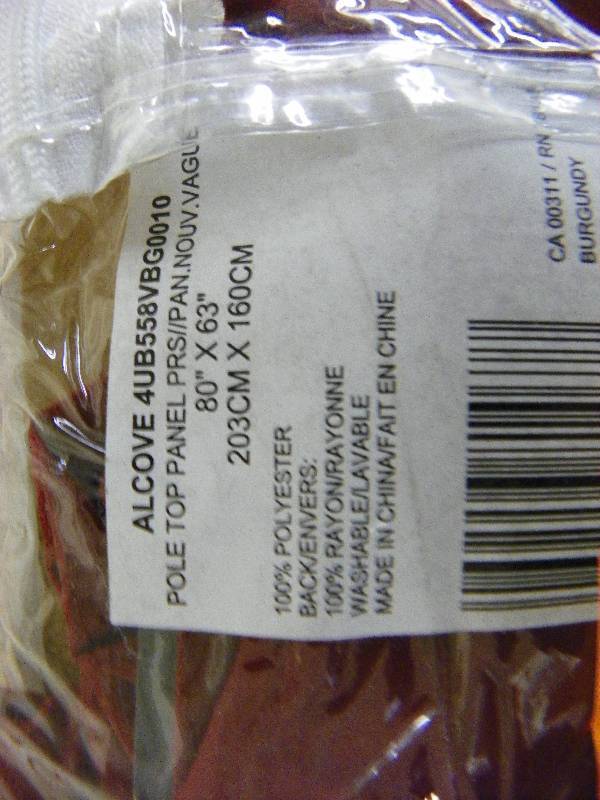 ALCOVE 4UB558VBG0010
POLE TOP PANEL PRS//PAN.NOUV.VAGUE
80" X 63"
203CM X 160CM
100% POLYESTER
BACK/ENVERS:
100% RAYON/RAYONNE
WASHABLE/LAVABLE
MADE IN CHINA/FAIT EN CHINE
CA 00311 / RN
BURGUNDY